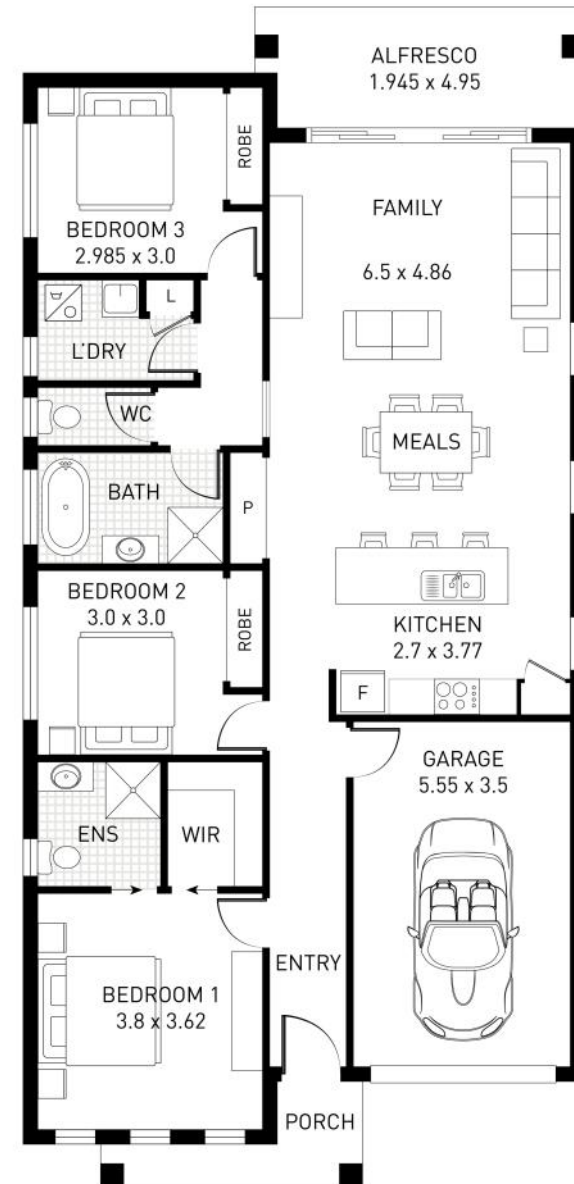 ALFRESCO
1.945 x 4.95
ROBE
FAMILY
BEDROOM 3
2.985 x 3.0
6.5 x 4.86
L
L'DRY
WC
MEALS
BATH
P
BEDROOM 2
3.0 x 3.0
ROBE
KITCHEN
2.7 x 3.77
F
GARAGE
5.55 x 3.5
ENS
WIR
ENTRY
BEDROOM 1
3.8 x 3.62
PORCH